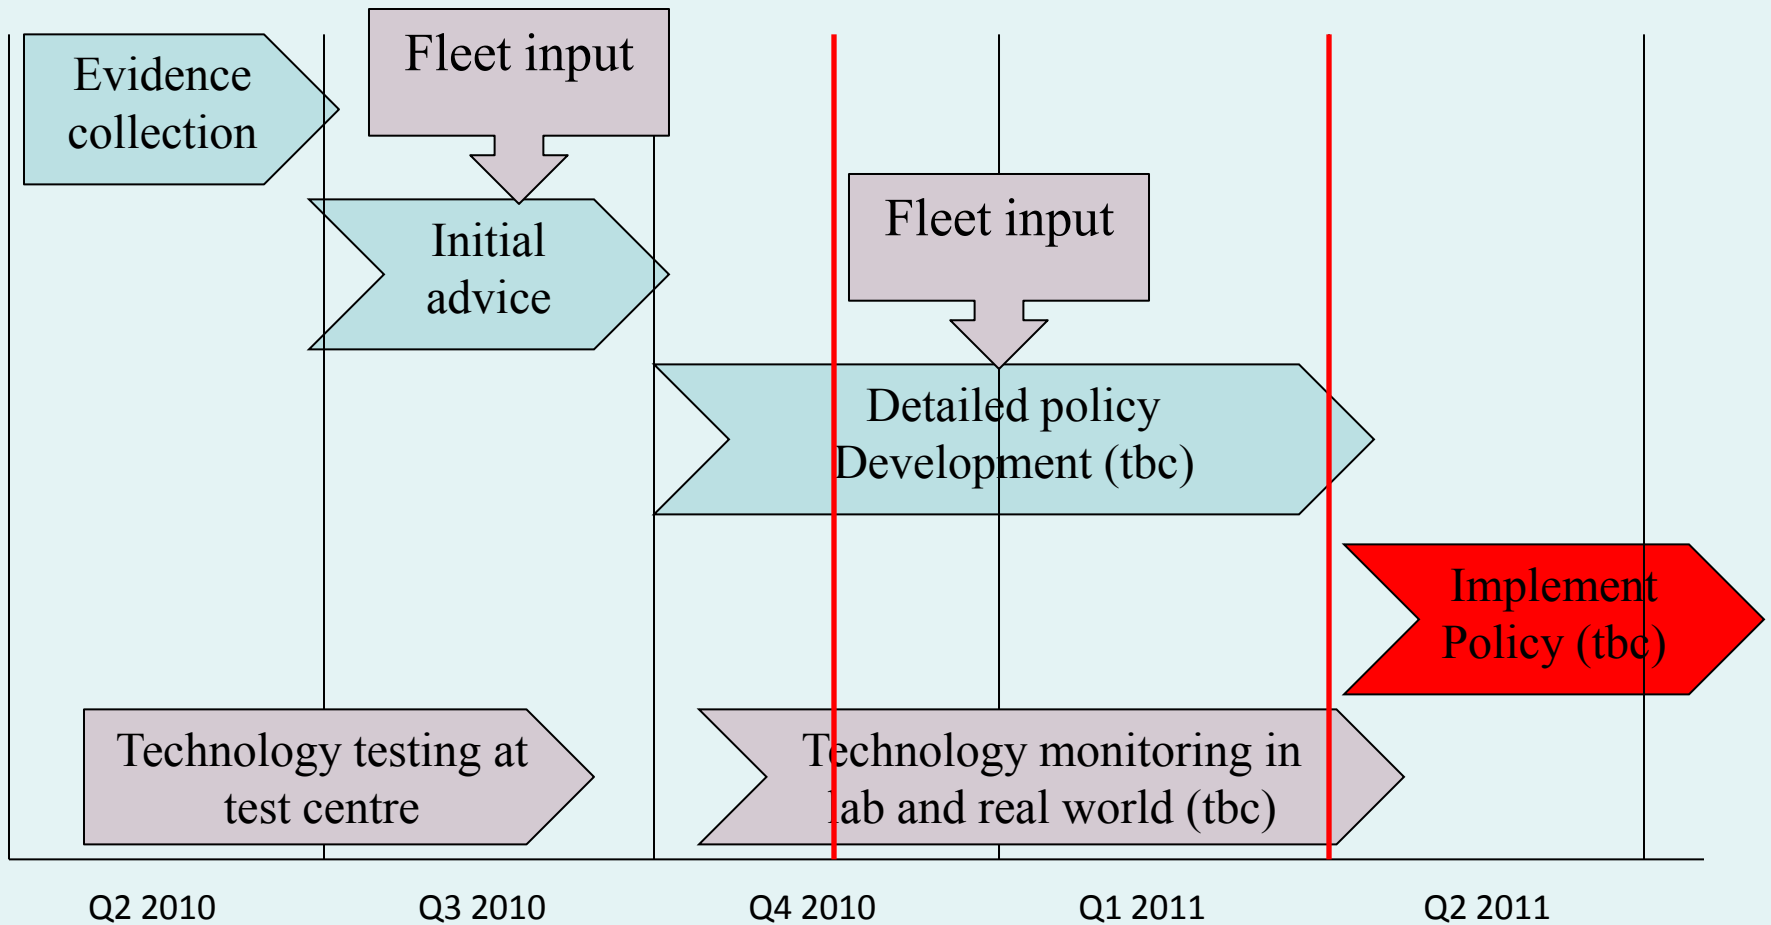 Evidence
collection
Fleet input
Initial
advice
Fleet input
Detailed policy
Development (tbc)
Implement
Policy (tbc)
Technology testing at
test centre
Technology monitoring in
lab and real world (tbc)
Q2 2010
Q3 2010
Q4 2010
Q1 2011
Q2 2011